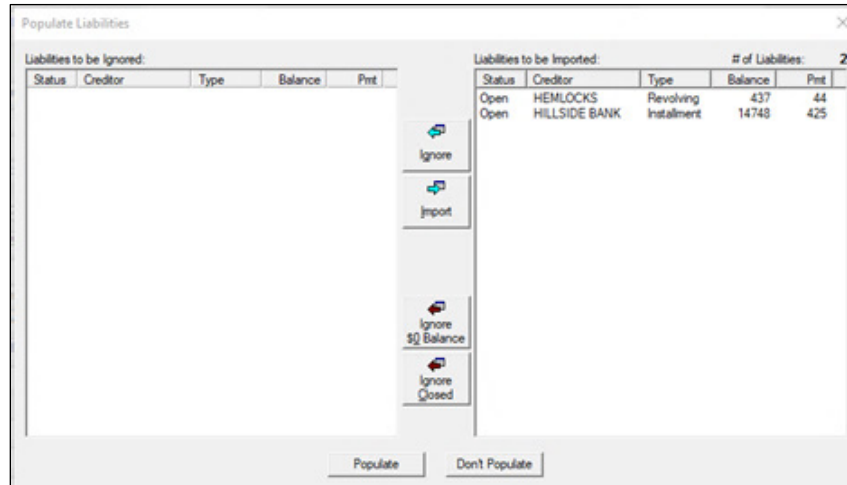 Populate Liabilities
Liabilities to be Ignored:
Status Creditor Type Balance Pmt
Ignore
Import
Ignore
$0 Balance
Ignore
Closed
Liabilities to be Imported: # of Liabilities: 2
Status Creditor Type Balance Pmt
Open HEMLOCKS Revolving 437 44
Open HILLSIDE BANK Installment 14748 425
Populate Don't Populate